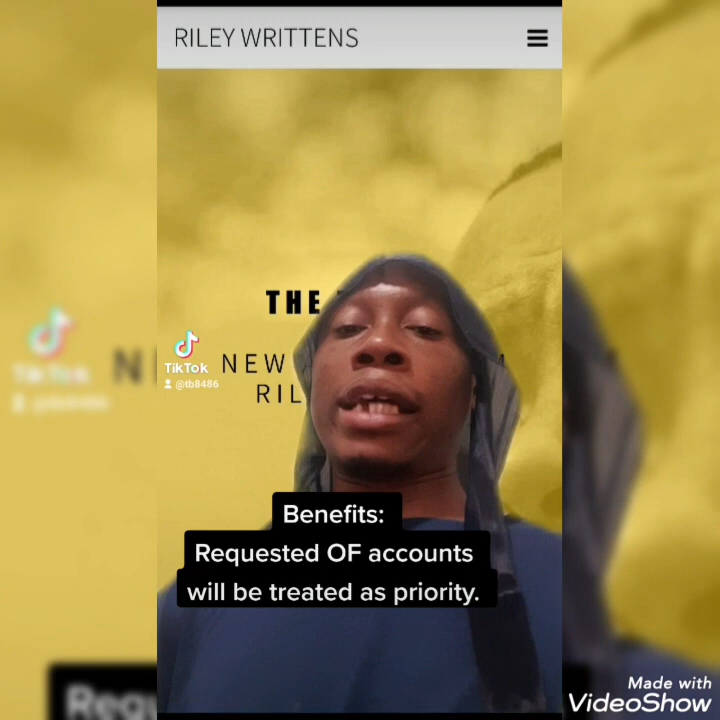 RILEY WRITTENS
THE
TikTok
NEW
@tb8486
RIL
Benefits:
Requested OF accounts
will be treated as priority.
Made with
VideoShow